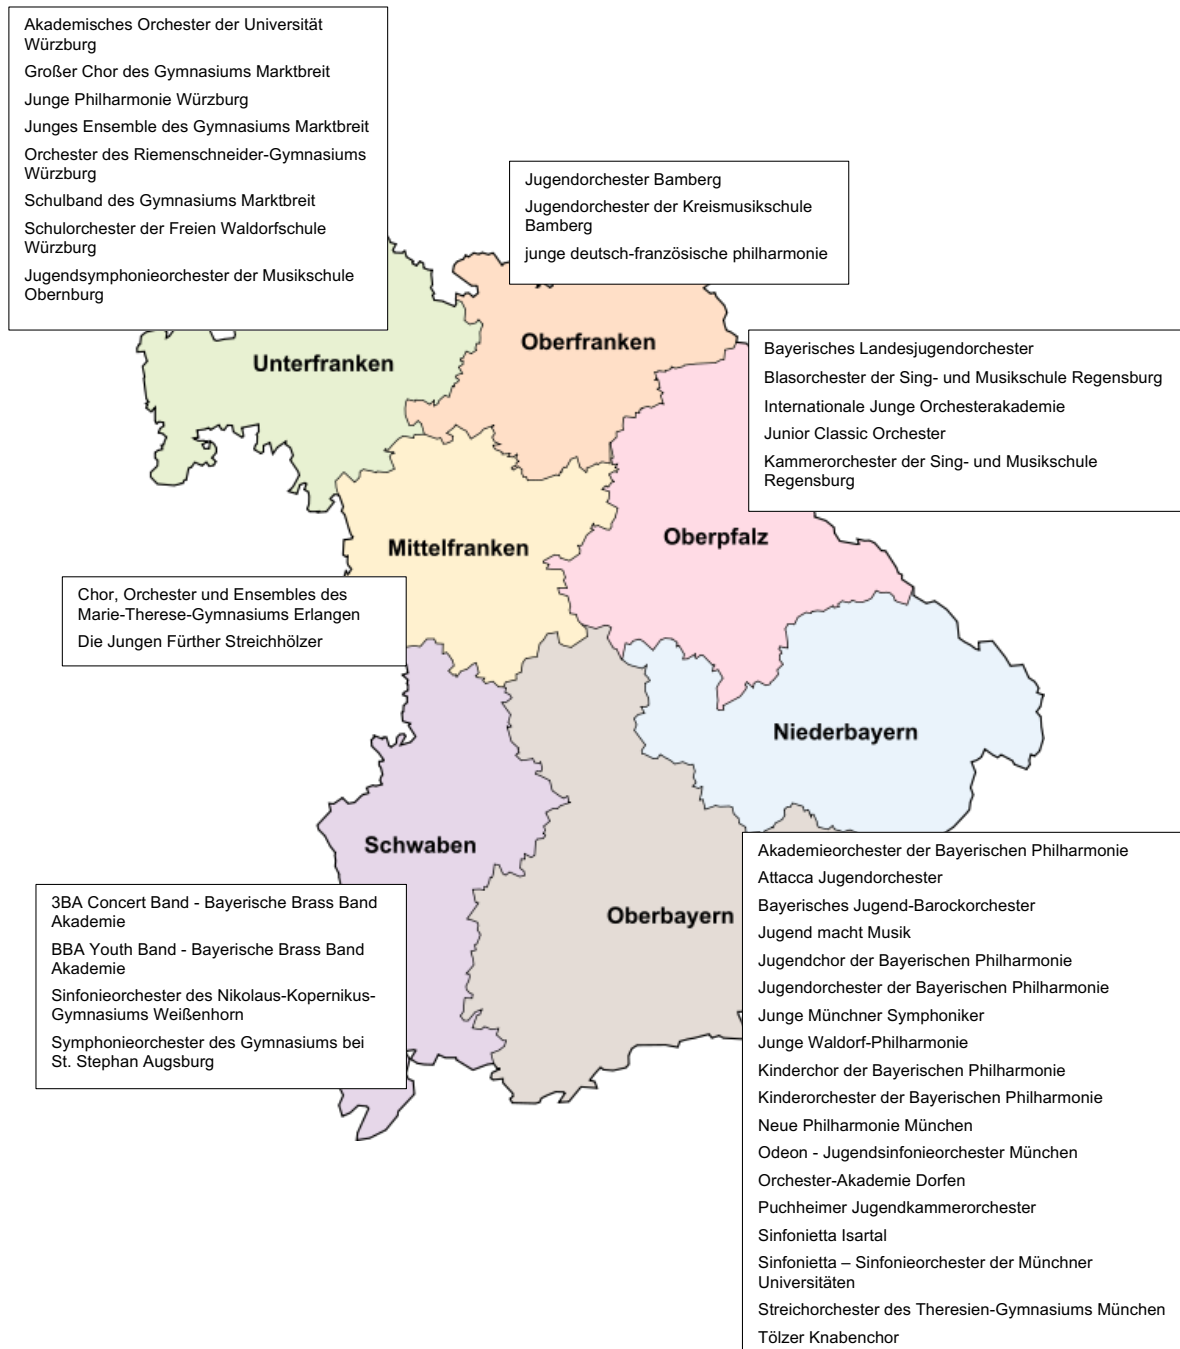 Akademisches Orchester der Universität
Würzburg
Großer Chor des Gymnasiums Marktbreit
Junge Philharmonie Würzburg
Junges Ensemble des Gymnasiums Marktbreit
Orchester des Riemenschneider-Gymnasiums
Würzburg
Schulband des Gymnasiums Marktbreit
Schulorchester der Freien Waldorfschule
Würzburg
Jugendsymphonieorchester der Musikschule
Obernburg
Jugendorchester Bamberg
Jugendorchester der Kreismusikschule
Bamberg
junge deutsch-französische philharmonie
Unterfranken
Oberfranken
Bayerisches Landesjugendorchester
Blasorchester der Sing- und Musikschule Regensburg
Internationale Junge Orchesterakademie
Junior Classic Orchester
Kammerorchester der Sing- und Musikschule
Regensburg
Mittelfranken
Oberpfalz
Chor, Orchester und Ensembles des
Marie-Therese-Gymnasiums Erlangen
Die Jungen Fürther Streichhölzer
Niederbayern
Schwaben
3BA Concert Band - Bayerische Brass Band
Akademie
BBA Youth Band - Bayerische Brass Band
Akademie
Sinfonieorchester des Nikolaus-Kopernikus-
Gymnasiums Weißenhorn
Symphonieorchester des Gymnasiums bei
St. Stephan Augsburg
Oberbayern
Akademieorchester der Bayerischen Philharmonie
Attacca Jugendorchester
Bayerisches Jugend-Barockorchester
Jugend macht Musik
Jugendchor der Bayerischen Philharmonie
Jugendorchester der Bayerischen Philharmonie
Junge Münchner Symphoniker
Junge Waldorf-Philharmonie
Kinderchor der Bayerischen Philharmonie
Kinderorchester der Bayerischen Philharmonie
Neue Philharmonie München
Odeon - Jugendsinfonieorchester München
Orchester-Akademie Dorfen
Puchheimer Jugendkammerorchester
Sinfonietta Isartal
Sinfonietta – Sinfonieorchester der Münchner
Universitäten
Streichorchester des Theresien-Gymnasiums München
Tölzer Knabenchor